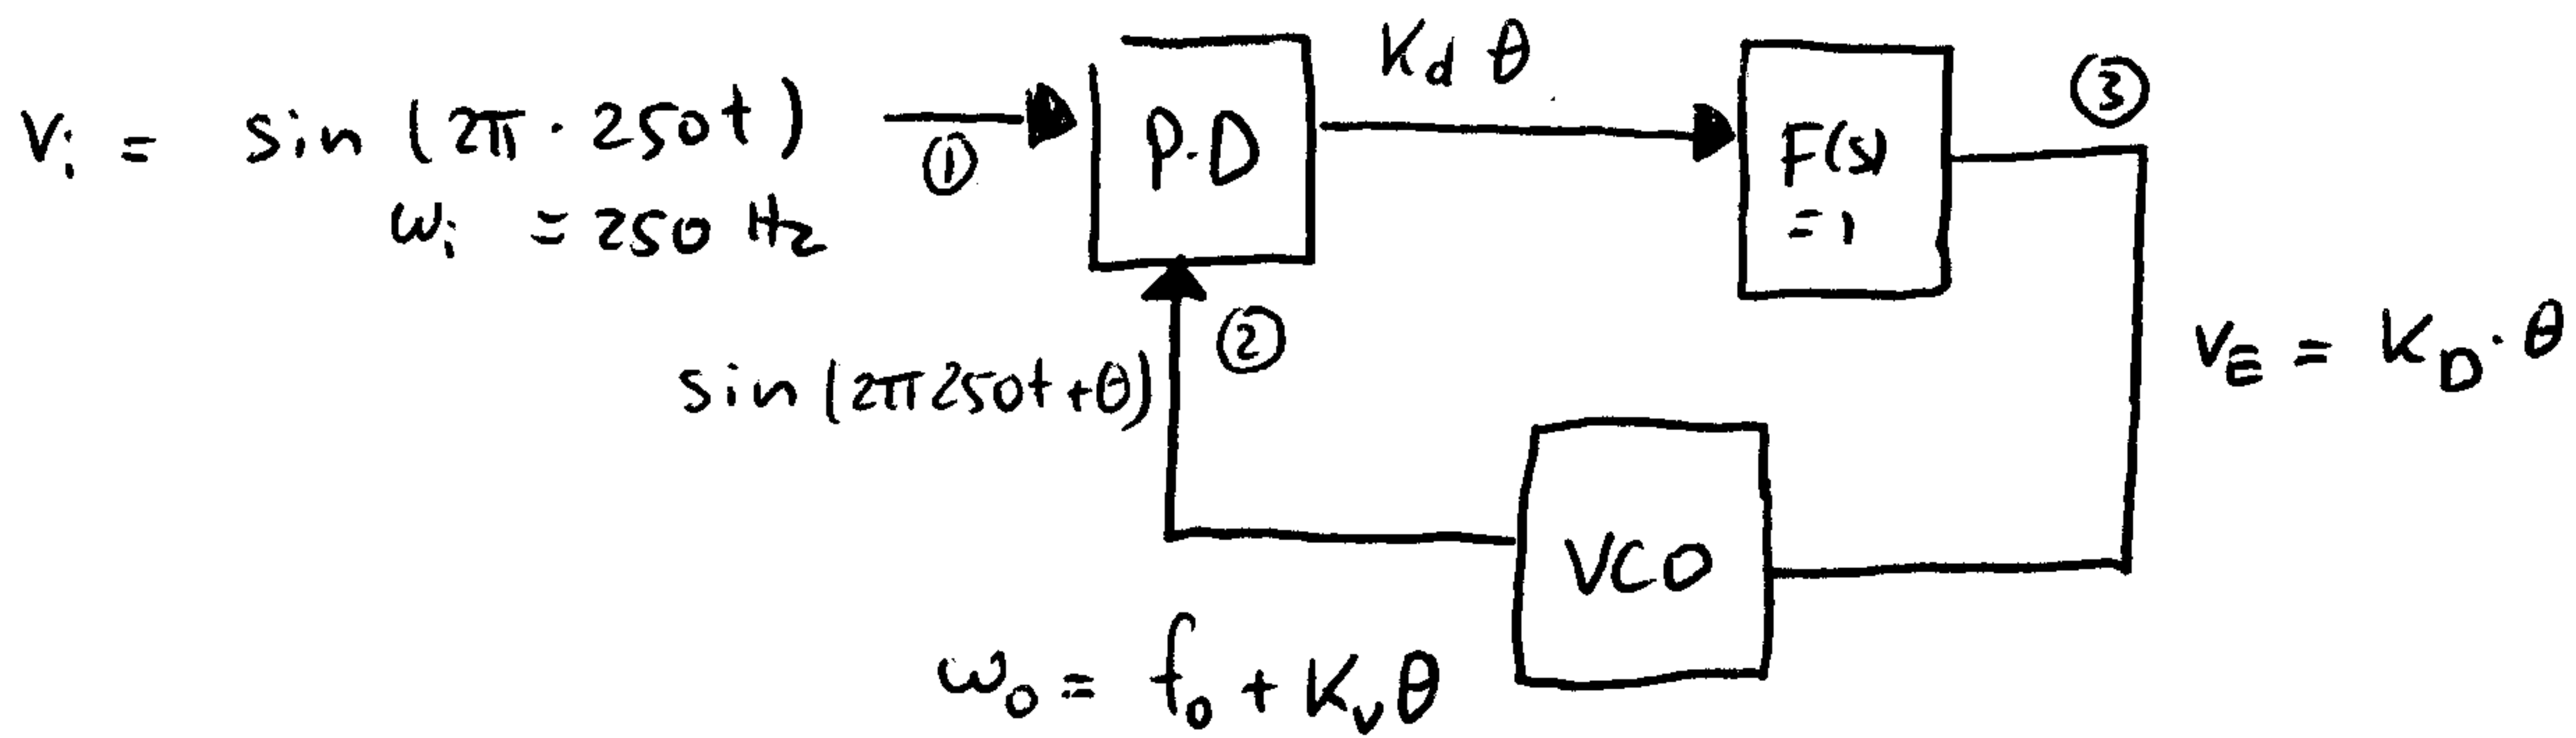 Vi = sin (2π · 250t)
ωi = 250 Hz
①
P.D
Kd θ
F(s)
= 1
③
VE = KD · θ
②
sin (2π250t + θ)
VCO
ωo = fo + Kv θ